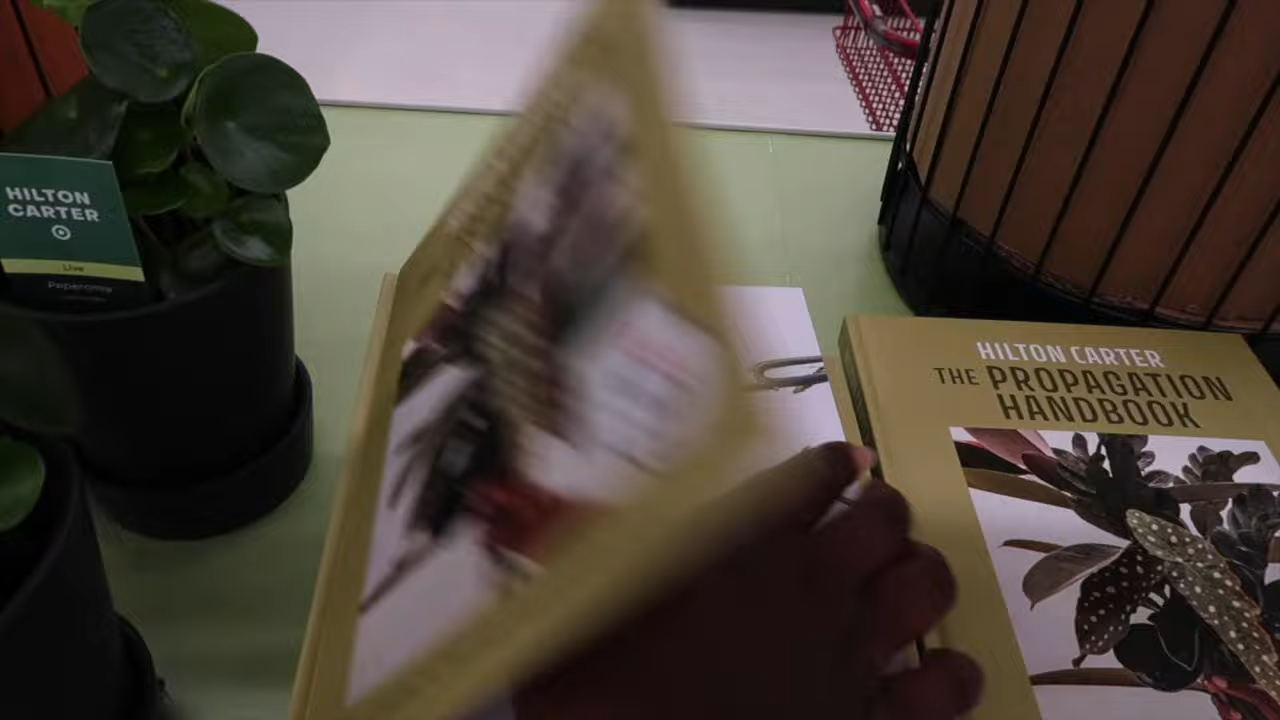 HILTON
CARTER
Live
Peperomia
HILTON CARTER
THE PROPAGATION
HANDBOOK